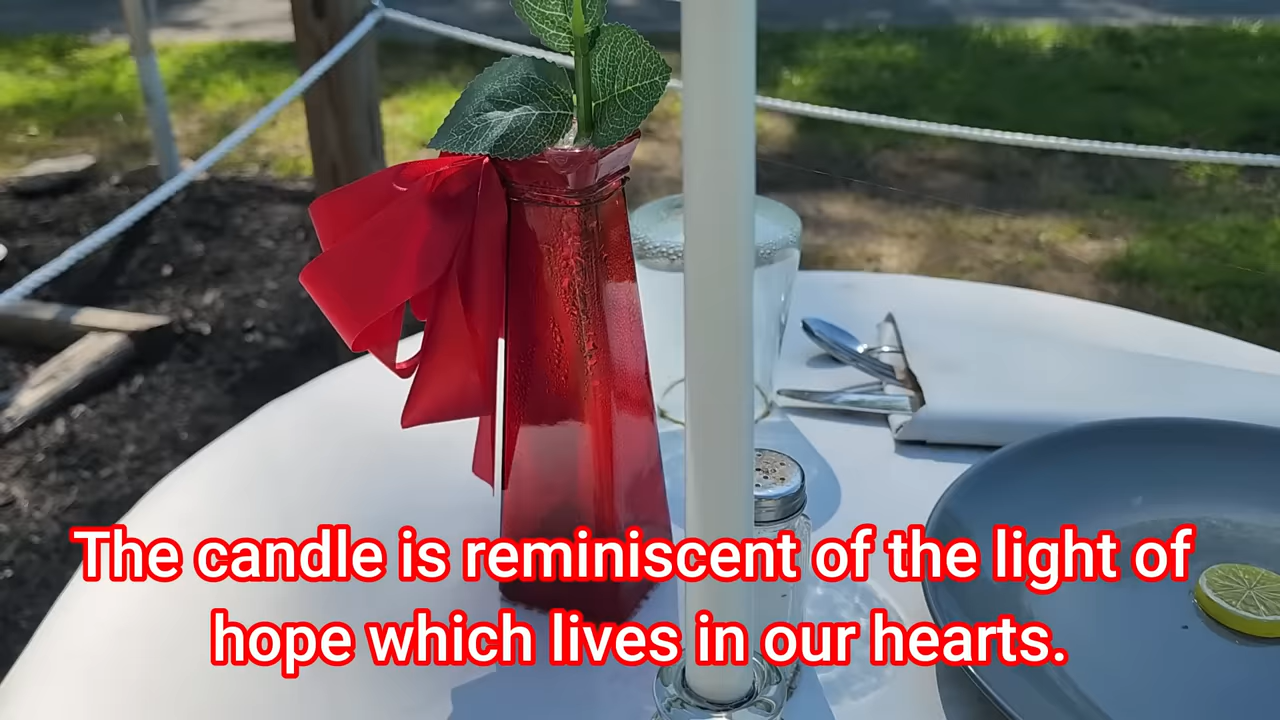 The candle is reminiscent of the light of
hope which lives in our hearts.